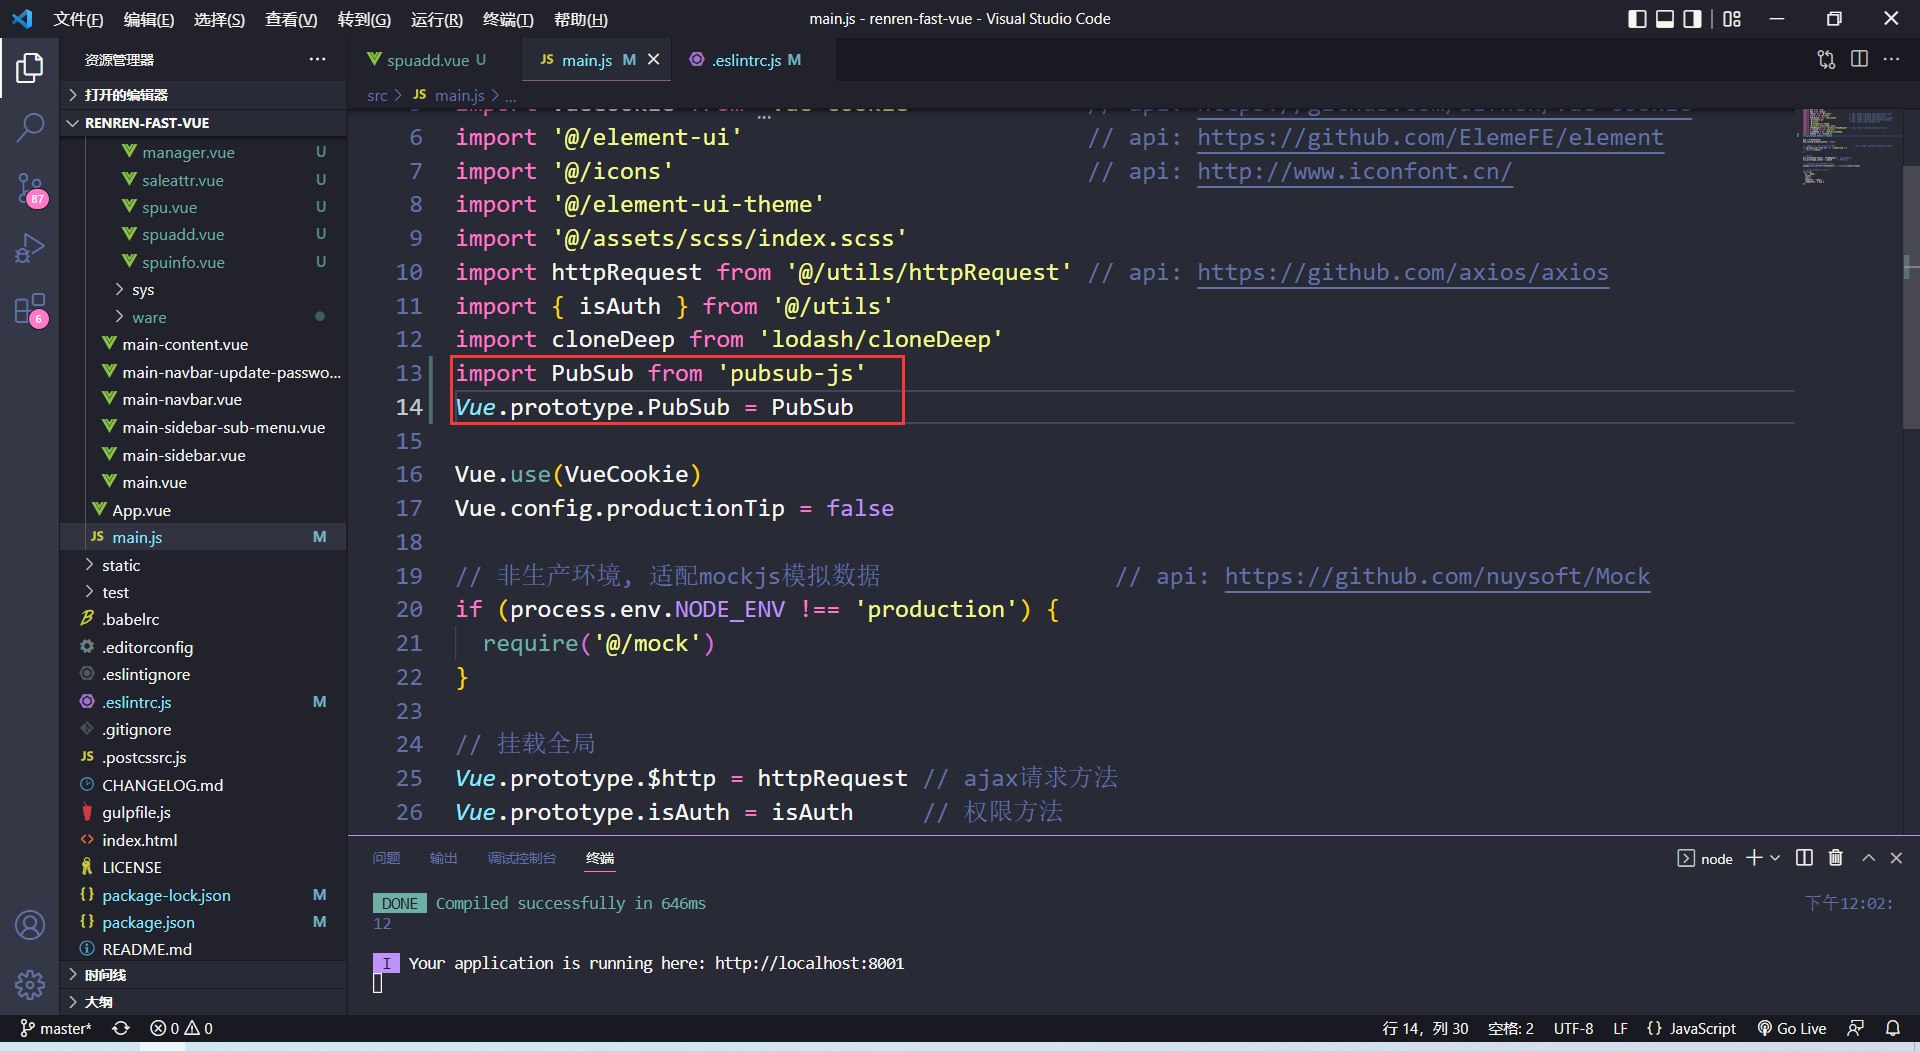 文件(F) 编辑(E) 选择(S) 查看(V) 转到(G) 运行(R) 终端(T) 帮助(H)
main.js - renren-fast-vue - Visual Studio Code
资源管理器
打开的编辑器
RENREN-FAST-VUE
manager.vue U
saleattr.vue U
spu.vue U
spuadd.vue U
spuinfo.vue U
sys
ware
main-content.vue
main-navbar-update-passwo...
main-navbar.vue
main-sidebar-sub-menu.vue
main-sidebar.vue
main.vue
App.vue
JS main.js M
static
test
.babelrc
.editorconfig
.eslintignore
.eslintrc.js M
.gitignore
JS .postcssrc.js
CHANGELOG.md
gulpfile.js
index.html
LICENSE
package-lock.json M
package.json M
README.md
时间线
大纲
87
6
spuadd.vue U
JS main.js M
.eslintrc.js M
src > JS main.js > ...
6 import '@/element-ui' // api: https://github.com/ElemeFE/element
7 import '@/icons' // api: http://www.iconfont.cn/
8 import '@/element-ui-theme'
9 import '@/assets/scss/index.scss'
10 import httpRequest from '@/utils/httpRequest' // api: https://github.com/axios/axios
11 import { isAuth } from '@/utils'
12 import cloneDeep from 'lodash/cloneDeep'
13 import PubSub from 'pubsub-js'
14 Vue.prototype.PubSub = PubSub
15
16 Vue.use(VueCookie)
17 Vue.config.productionTip = false
18
19 // 非生产环境, 适配mockjs模拟数据 // api: https://github.com/nuysoft/Mock
20 if (process.env.NODE_ENV !== 'production') {
21 require('@/mock')
22 }
23
24 // 挂载全局
25 Vue.prototype.$http = httpRequest // ajax请求方法
26 Vue.prototype.isAuth = isAuth // 权限方法
问题 输出 调试控制台 终端
node
DONE Compiled successfully in 646ms 下午12:02:
12
I Your application is running here: http://localhost:8001
master* 0 0
行 14，列 30 空格: 2 UTF-8 LF {} JavaScript Go Live